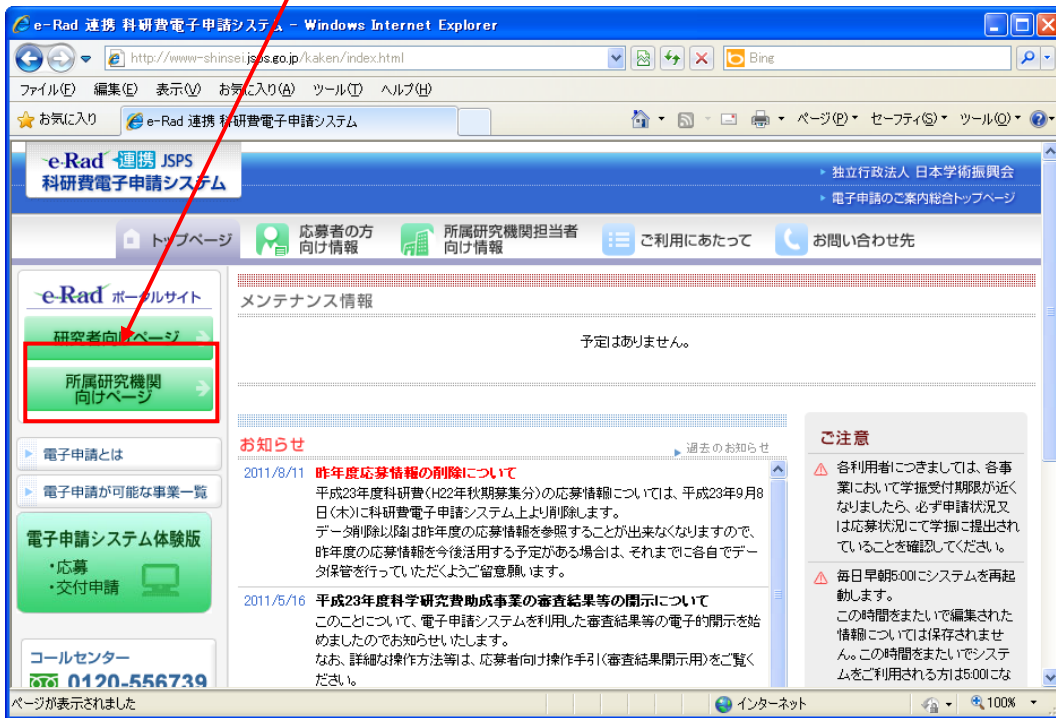 e-Rad 連携 科研費電子申請システム - Windows Internet Explorer
http://www-shinsei.jsps.go.jp/kaken/index.html
Bing
ファイル(F) 編集(E) 表示(V) お気に入り(A) ツール(T) ヘルプ(H)
お気に入り
e-Rad 連携 科研費電子申請システム
ページ(P) セーフティ(S) ツール(O)
e-Rad 連携 JSPS
科研費電子申請システム
独立行政法人 日本学術振興会
電子申請のご案内総合トップページ
トップページ
応募者の方
向け情報
所属研究機関担当者
向け情報
ご利用にあたって
お問い合わせ先
e-Rad ポータルサイト
研究者向けページ
所属研究機関
向けページ
電子申請とは
電子申請が可能な事業一覧
電子申請システム体験版
・応募
・交付申請
コールセンター
0120-556739
メンテナンス情報
予定はありません。
お知らせ
過去のお知らせ
2011/8/11 昨年度応募情報の削除について
平成23年度科研費(H22年秋期募集分)の応募情報については、平成23年9月8
日(木)に科研費電子申請システム上より削除します。
データ削除以降は昨年度の応募情報を参照することが出来なくなりますので、
昨年度の応募情報を今後活用する予定がある場合は、それまでに各自でデー
タ保管を行っていただくようご留意願います。
2011/5/16 平成23年度科学研究費助成事業の審査結果等の開示について
このことについて、電子申請システムを利用した審査結果等の電子的開示を始
めましたのでお知らせいたします。
なお、詳細な操作方法等は、応募者向け操作手引(審査結果開示用)をご覧く
ださい。
ご注意
各利用者につきましては、各事
業において学振受付期限が近く
なりましたら、必ず申請状況又
は応募状況にて学振に提出され
ていることを確認してください。
毎日早朝5:00にシステムを再起
動します。
この時間をまたいで編集された
情報については保存されませ
ん。この時間をまたいでシステ
ムをご利用される方は5:00にな
ページが表示されました
インターネット
100%